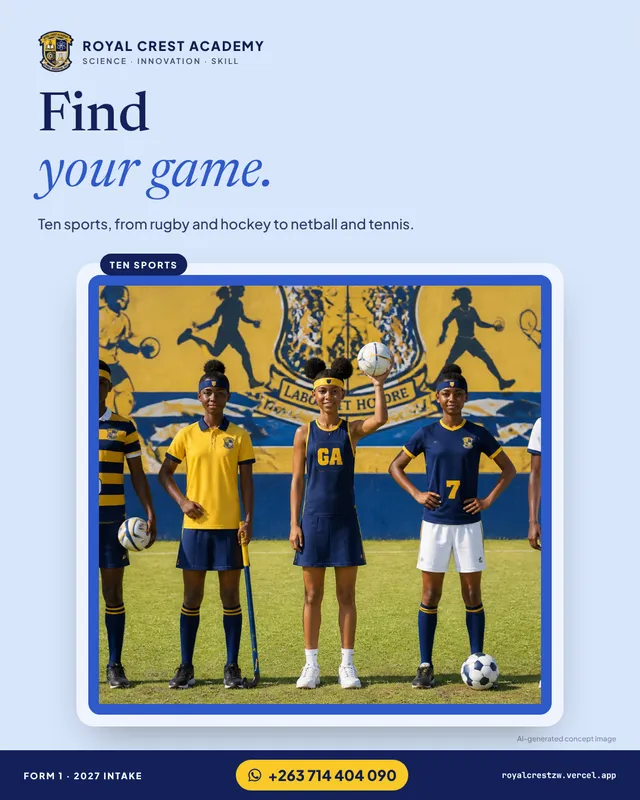 ROYAL CREST ACADEMY
SCIENCE · INNOVATION · SKILL
Find
your game.
Ten sports, from rugby and hockey to netball and tennis.
TEN SPORTS
GA
7
AI-generated concept image
FORM 1 · 2027 INTAKE
+263 714 404 090
royalcrestzw.vercel.app